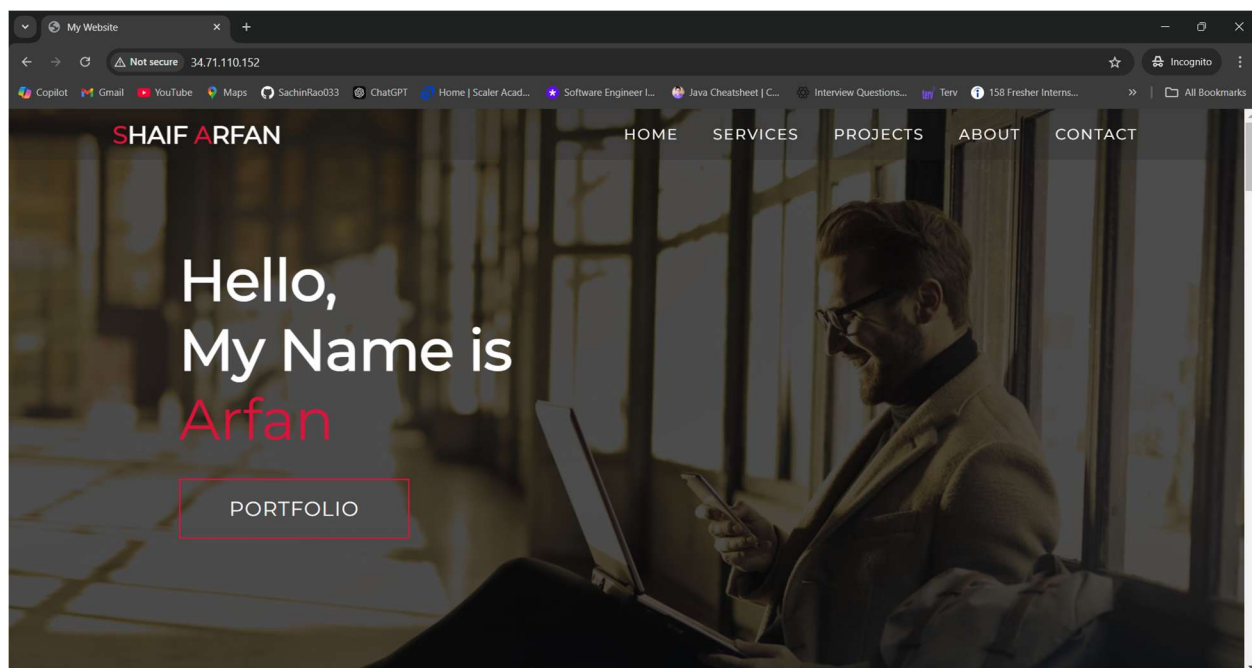 My Website
Not secure 34.71.110.152
Incognito
Copilot Gmail YouTube Maps SachinRao033 ChatGPT Home | Scaler Acad... Software Engineer I... Java Cheatsheet | C... Interview Questions... Terv 158 Fresher Interns... » All Bookmarks
SHAIF ARFAN
HOME SERVICES PROJECTS ABOUT CONTACT
Hello,
My Name is
Arfan
PORTFOLIO